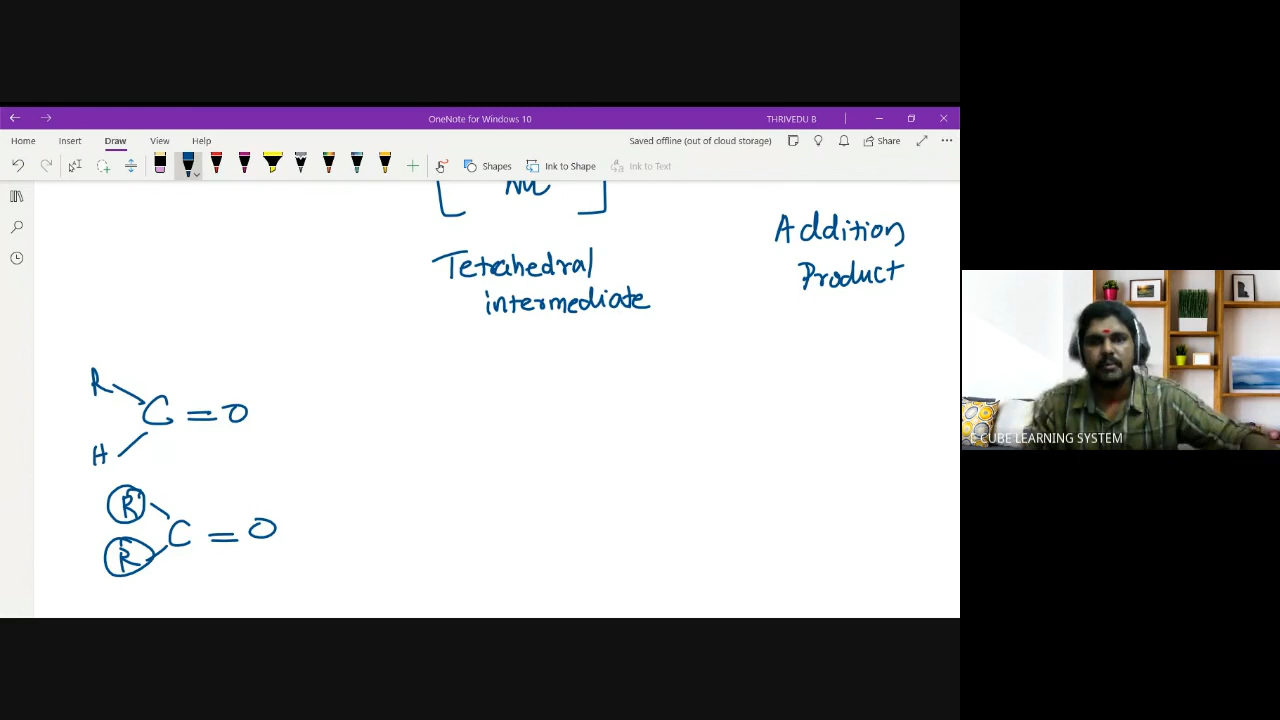 OneNote for Windows 10
THRIVEDU B
Home Insert Draw View Help
Saved offline (out of cloud storage)
Share
Shapes
Ink to Shape
Ink to Text
Nu
Tetrahedral
intermediate
Addition
Product
R
C = O
H
R
C = O
R
E CUBE LEARNING SYSTEM